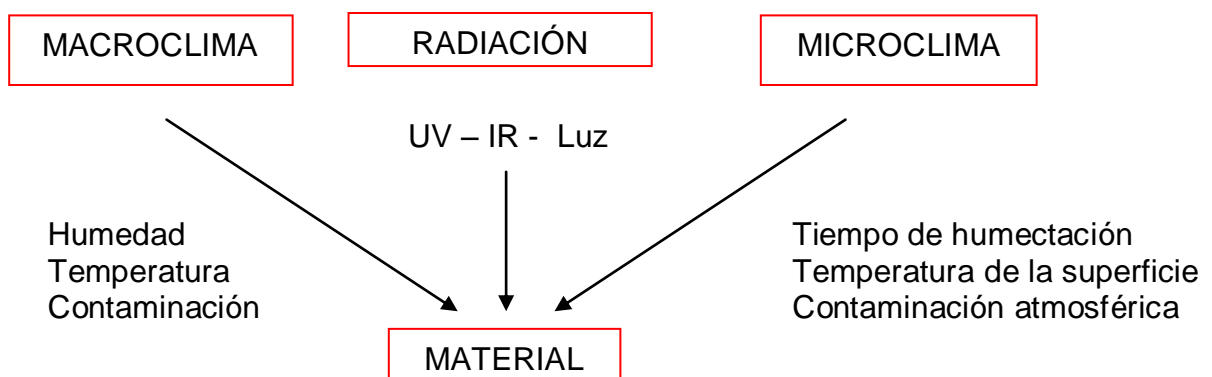 MACROCLIMA
RADIACIÓN
MICROCLIMA
UV – IR - Luz
Humedad
Temperatura
Contaminación
Tiempo de humectación
Temperatura de la superficie
Contaminación atmosférica
MATERIAL